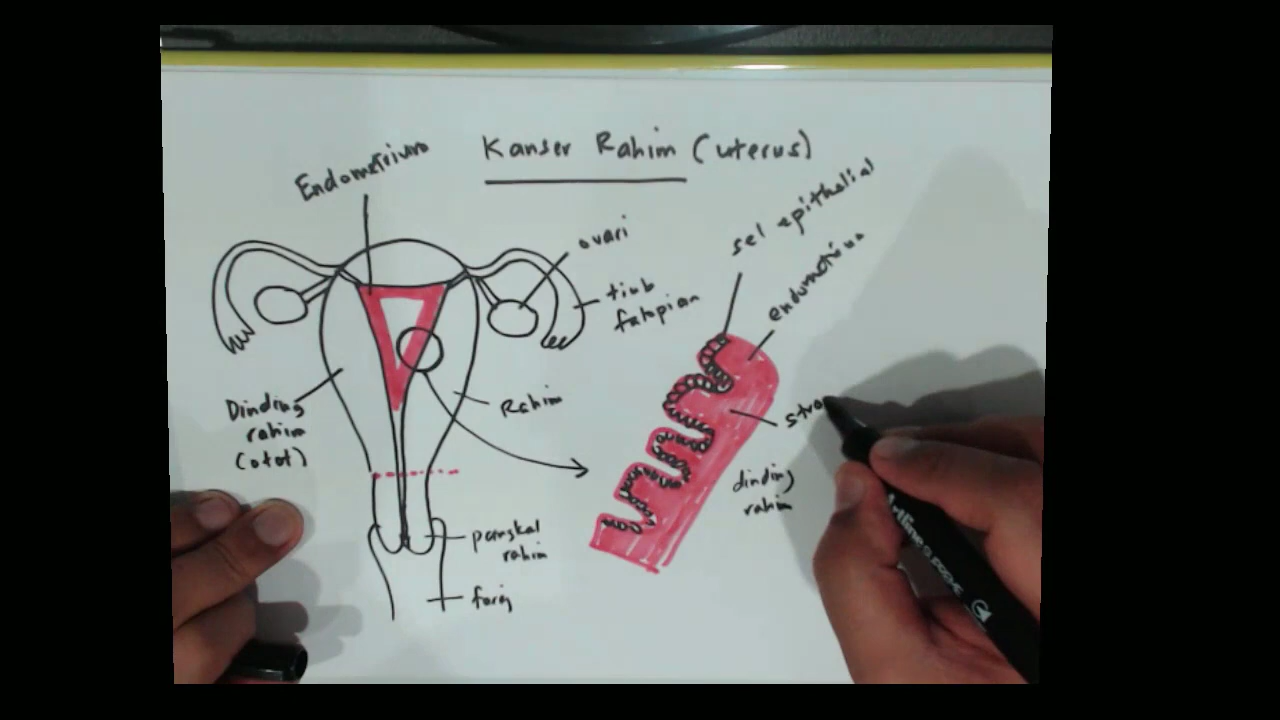 Kanser Rahim (uterus)
Endometrium
ovari
tiub
falopian
Dinding
rahim
(otot)
Rahim
pangkal
rahim
faraj
sel epithelial
endometrium
stro
dinding
rahim
Artline